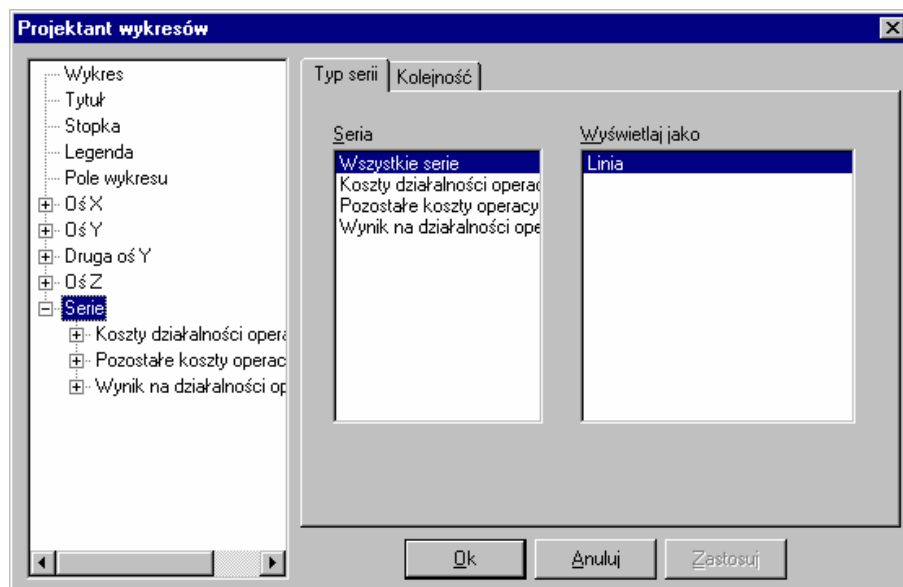 Projektant wykresów
Wykres
Tytuł
Stopka
Legenda
Pole wykresu
Oś X
Oś Y
Druga oś Y
Oś Z
Serie
Koszty działalności opera
Pozostałe koszty operac
Wynik na działalności op
Typ serii
Kolejność
Seria
Wszystkie serie
Koszty działalności operac
Pozostałe koszty operacy
Wynik na działalności ope
Wyświetlaj jako
Linia
Ok
Anuluj
Zastosuj